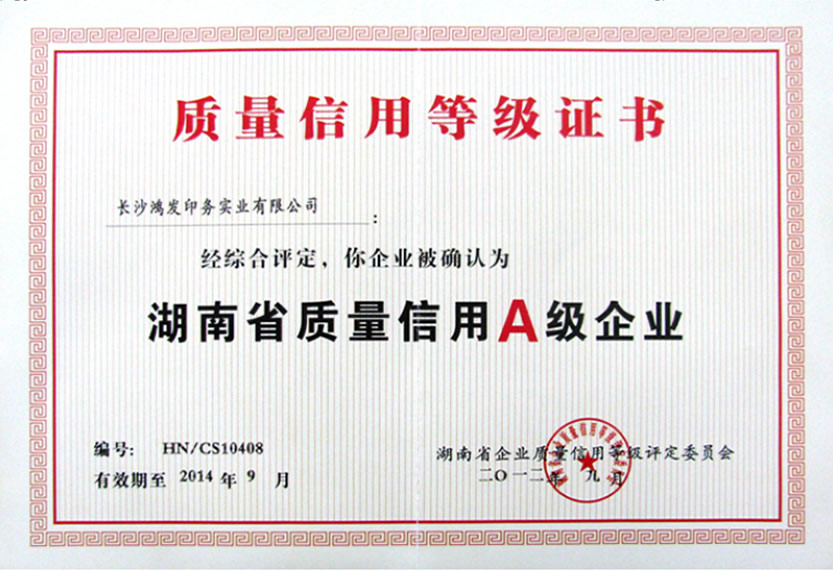 质量信用等级证书
长沙鸿发印务实业有限公司：
经综合评定，你企业被确认为
湖南省质量信用A级企业
编号： HN/CS10408
有效期至 2014 年 9 月
湖南省企业质量信用等级评定委员会
二〇一二年 九月